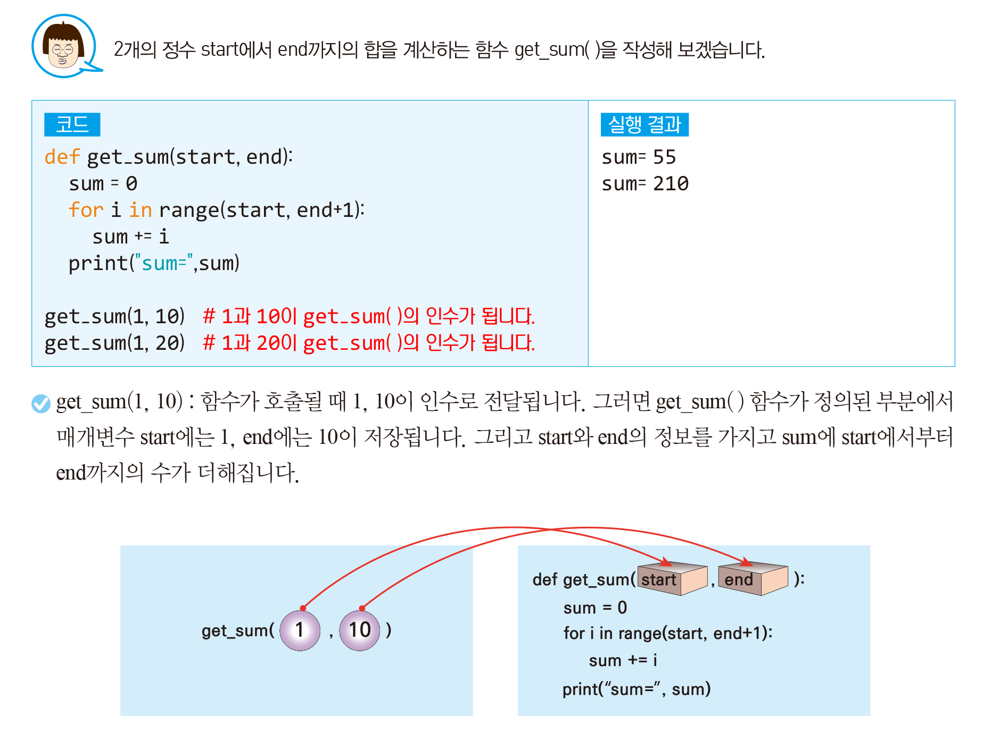 2개의 정수 start에서 end까지의 합을 계산하는 함수 get_sum( )을 작성해 보겠습니다.
코드
def get_sum(start, end):
    sum = 0
    for i in range(start, end+1):
        sum += i
    print("sum=",sum)
get_sum(1, 10)   # 1과 10이 get_sum( )의 인수가 됩니다.
get_sum(1, 20)   # 1과 20이 get_sum( )의 인수가 됩니다.
실행 결과
sum= 55
sum= 210
get_sum(1, 10) : 함수가 호출될 때 1, 10이 인수로 전달됩니다. 그러면 get_sum( ) 함수가 정의된 부분에서
매개변수 start에는 1, end에는 10이 저장됩니다. 그리고 start와 end의 정보를 가지고 sum에 start에서부터
end까지의 수가 더해집니다.
get_sum( 1 , 10 )
def get_sum( start , end ):
    sum = 0
    for i in range(start, end+1):
        sum += i
    print(“sum=”, sum)